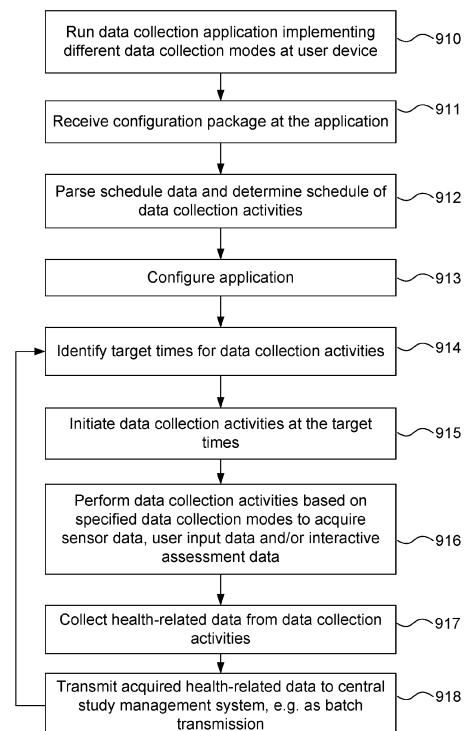 Run data collection application implementing
different data collection modes at user device
910
Receive configuration package at the application
911
Parse schedule data and determine schedule of
data collection activities
912
Configure application
913
Identify target times for data collection activities
914
Initiate data collection activities at the target
times
915
Perform data collection activities based on
specified data collection modes to acquire
sensor data, user input data and/or interactive
assessment data
916
Collect health-related data from data collection
activities
917
Transmit acquired health-related data to central
study management system, e.g. as batch
transmission
918